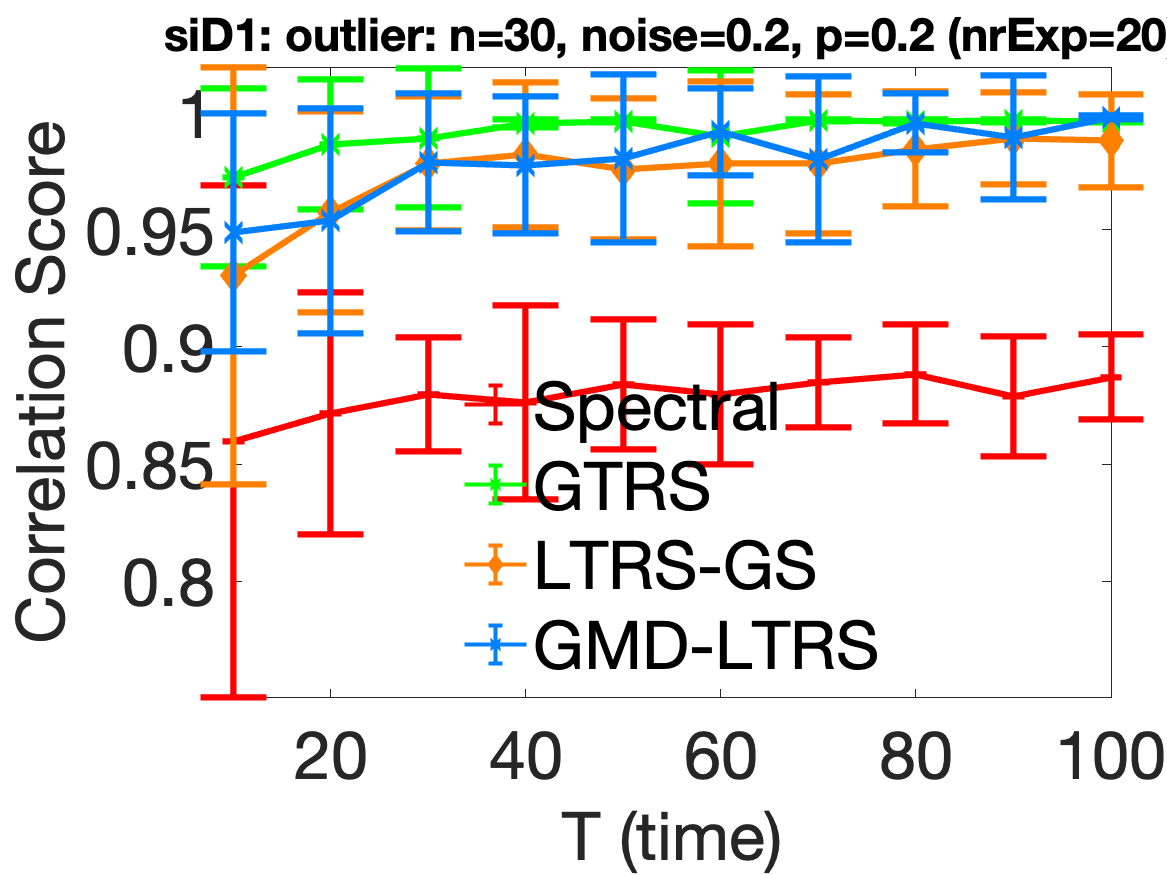 siD1: outlier: n=30, noise=0.2, p=0.2 (nrExp=20)
Correlation Score
1
0.95
0.9
0.85
0.8
Spectral
GTRS
LTRS-GS
GMD-LTRS
20 40 60 80 100
T (time)